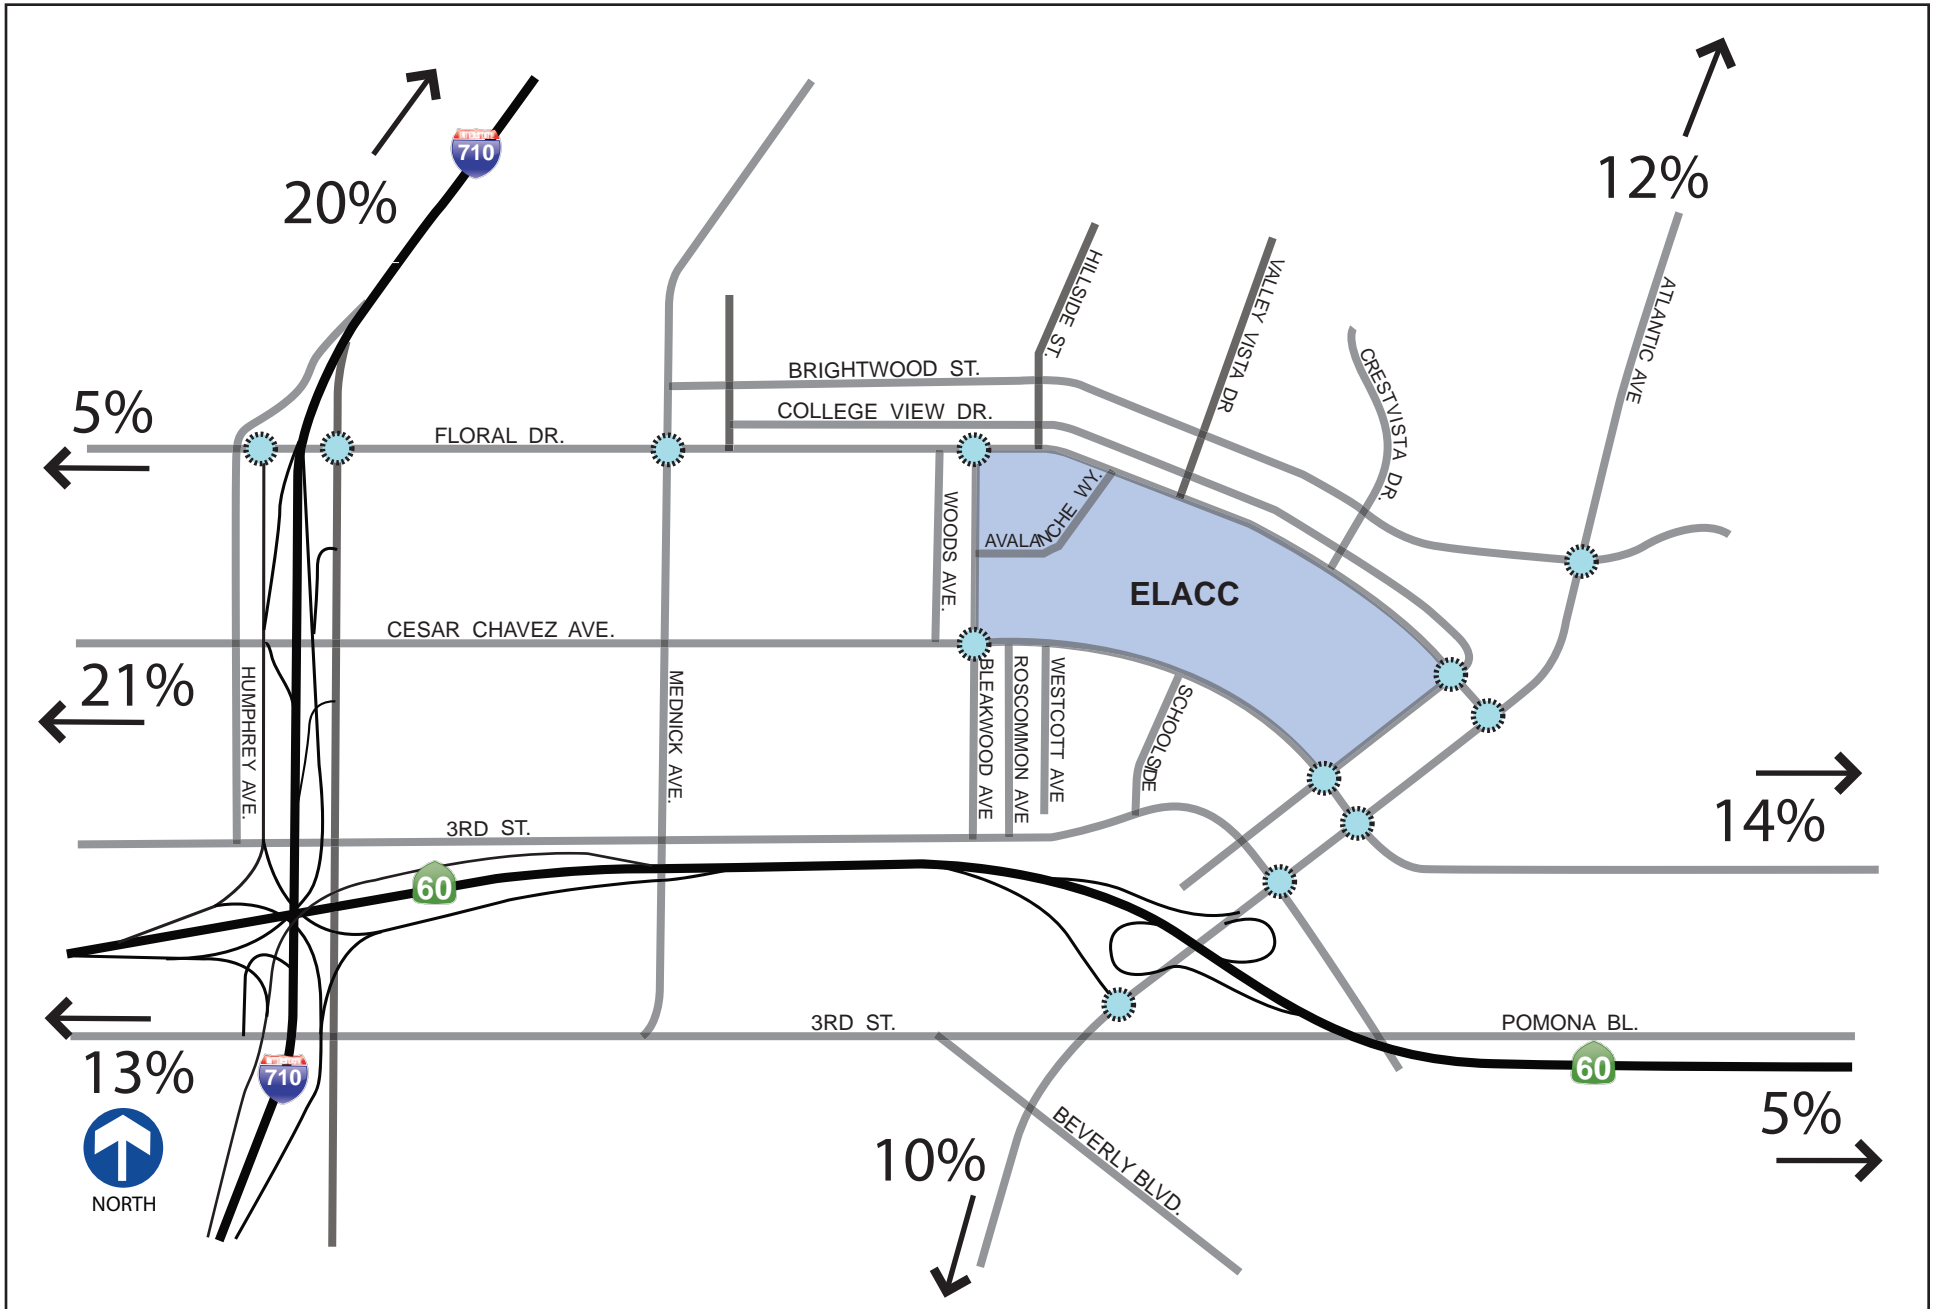 710
20%
12%
HILLSIDE ST.
VALLEY VISTA DR
ATLANTIC AVE
CRESTVISTA DR.
BRIGHTWOOD ST.
5%
COLLEGE VIEW DR.
FLORAL DR.
AVALANCHE WY.
WOODS AVE.
ELACC
CESAR CHAVEZ AVE.
21%
HUMPHREY AVE.
MEDNICK AVE.
BLEAKWOOD AVE
ROSCOMMON AVE
WESTCOTT AVE
SCHOOLSIDE
14%
3RD ST.
60
3RD ST.
POMONA BL.
13%
710
60
5%
BEVERLY BLVD.
10%
NORTH